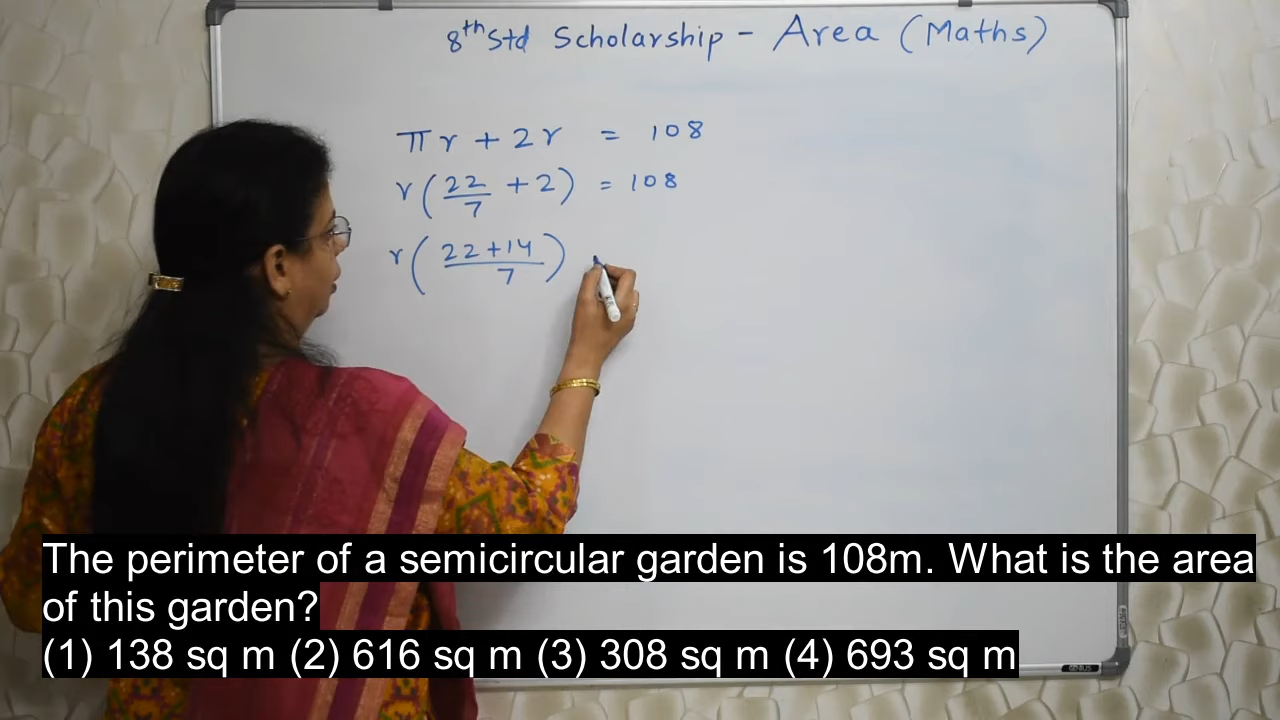 8th Std Scholarship - Area (Maths)
πr + 2r = 108
r(22/7 + 2) = 108
r(22+14/7)
The perimeter of a semicircular garden is 108m. What is the area
of this garden?
(1) 138 sq m (2) 616 sq m (3) 308 sq m (4) 693 sq m